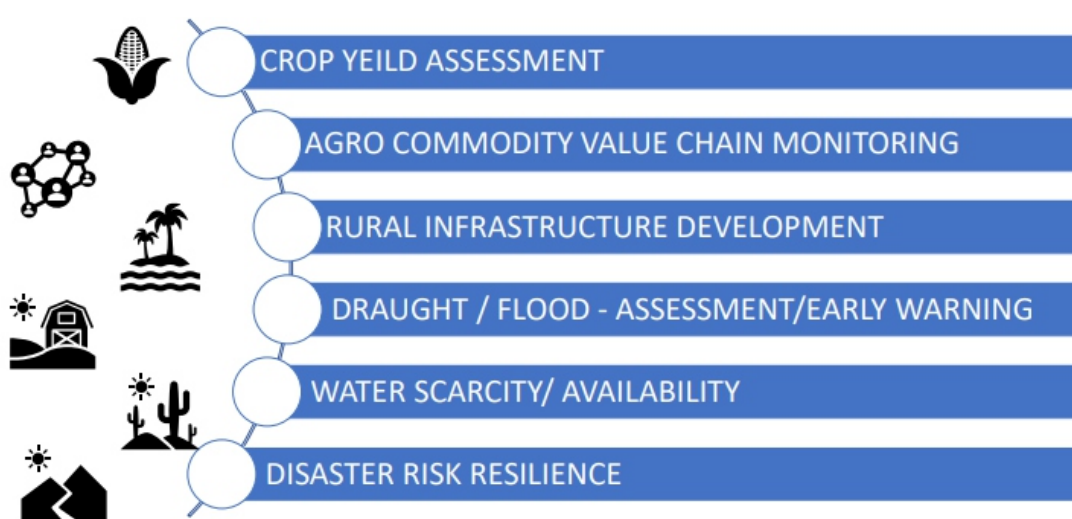 CROP YEILD ASSESSMENT
AGRO COMMODITY VALUE CHAIN MONITORING
RURAL INFRASTRUCTURE DEVELOPMENT
DRAUGHT / FLOOD - ASSESSMENT/EARLY WARNING
WATER SCARCITY/ AVAILABILITY
DISASTER RISK RESILIENCE